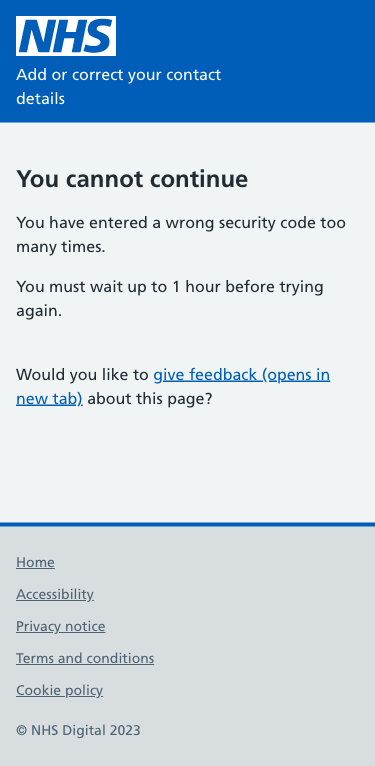 NHS
Add or correct your contact
details
You cannot continue
You have entered a wrong security code too
many times.
You must wait up to 1 hour before trying
again.
Would you like to give feedback (opens in
new tab) about this page?
Home
Accessibility
Privacy notice
Terms and conditions
Cookie policy
© NHS Digital 2023